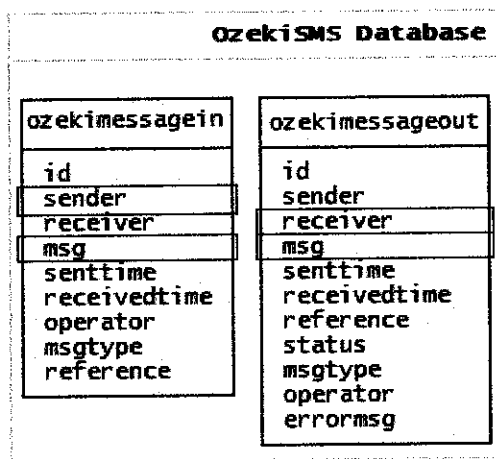 OzekiSMS Database
ozekimessagein
id
sender
receiver
msg
senttime
receivedtime
operator
msgtype
reference
ozekimessageout
id
sender
receiver
msg
senttime
receivedtime
reference
status
msgtype
operator
errormsg